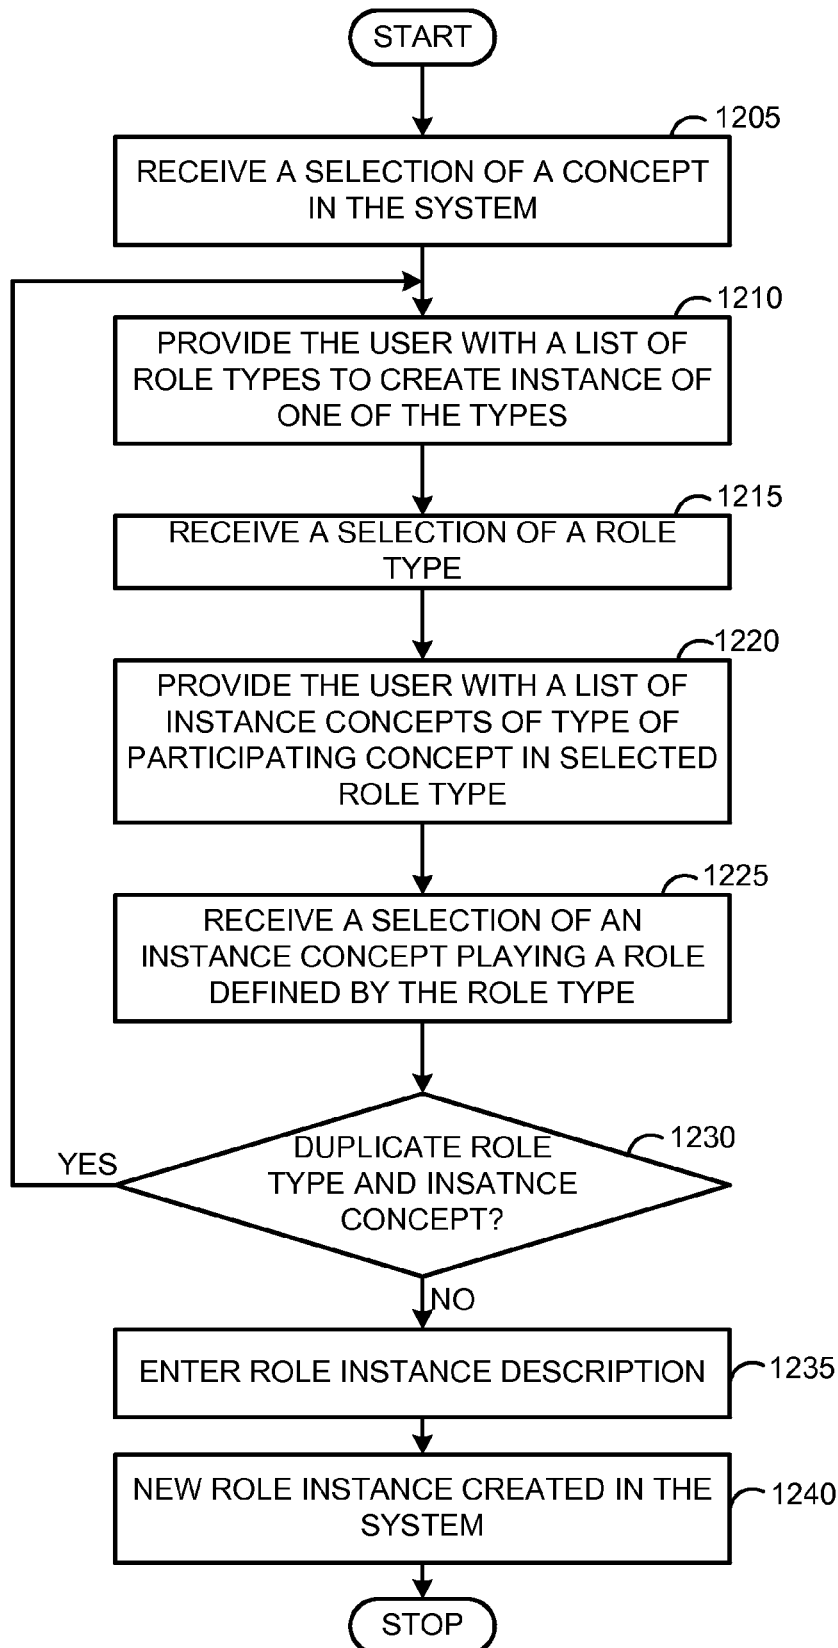 START
1205
RECEIVE A SELECTION OF A CONCEPT
IN THE SYSTEM
1210
PROVIDE THE USER WITH A LIST OF
ROLE TYPES TO CREATE INSTANCE OF
ONE OF THE TYPES
1215
RECEIVE A SELECTION OF A ROLE
TYPE
1220
PROVIDE THE USER WITH A LIST OF
INSTANCE CONCEPTS OF TYPE OF
PARTICIPATING CONCEPT IN SELECTED
ROLE TYPE
1225
RECEIVE A SELECTION OF AN
INSTANCE CONCEPT PLAYING A ROLE
DEFINED BY THE ROLE TYPE
1230
DUPLICATE ROLE
TYPE AND INSATNCE
CONCEPT?
YES
NO
ENTER ROLE INSTANCE DESCRIPTION
1235
NEW ROLE INSTANCE CREATED IN THE
SYSTEM
1240
STOP